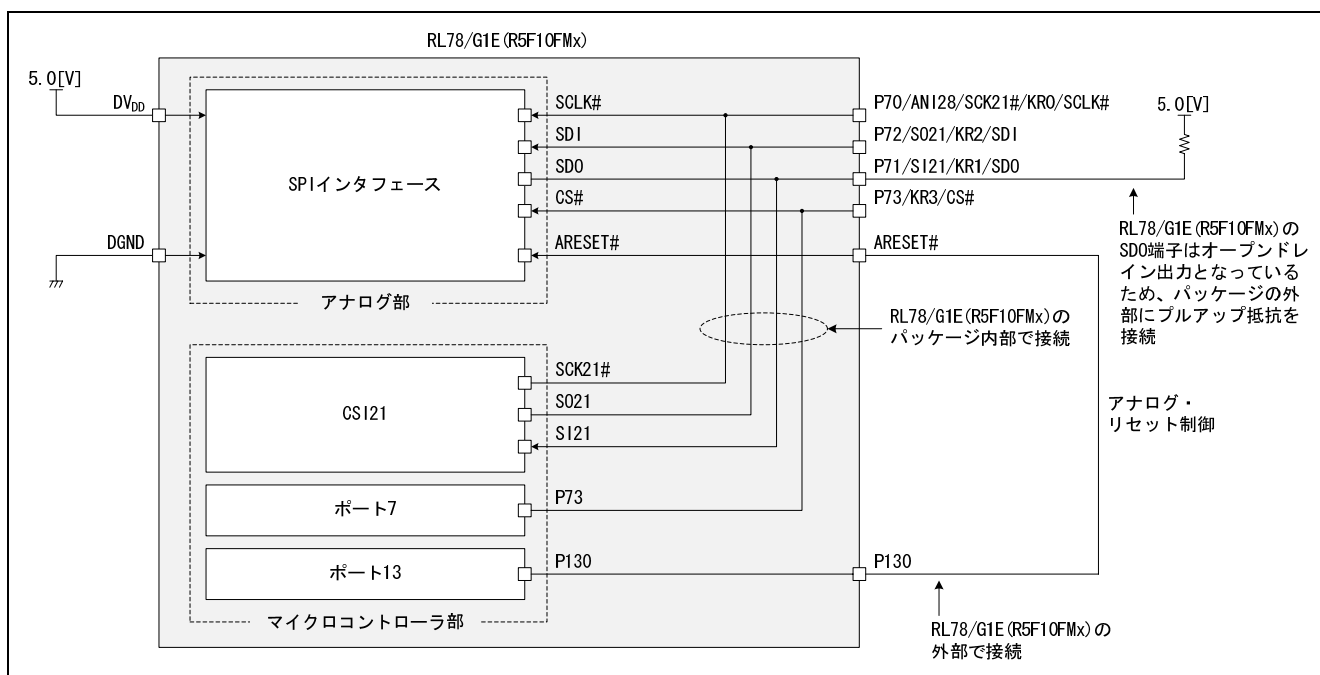 RL78/G1E(R5F10FMx)
5.0[V]
DVDD
SCLK#
P70/ANI28/SCK21#/KR0/SCLK#
5.0[V]
SDI
P72/SO21/KR2/SDI
SPIインタフェース
SDO
P71/SI21/KR1/SDO
CS#
P73/KR3/CS#
DGND
ARESET#
ARESET#
RL78/G1E(R5F10FMx)の
SDO端子はオープンドレ
イン出力となっている
ため、パッケージの外
部にプルアップ抵抗を
接続
アナログ部
RL78/G1E(R5F10FMx)の
パッケージ内部で接続
SCK21#
CSI21
SO21
SI21
アナログ・
リセット制御
ポート7
P73
ポート13
P130
P130
マイクロコントローラ部
RL78/G1E(R5F10FMx)の
外部で接続